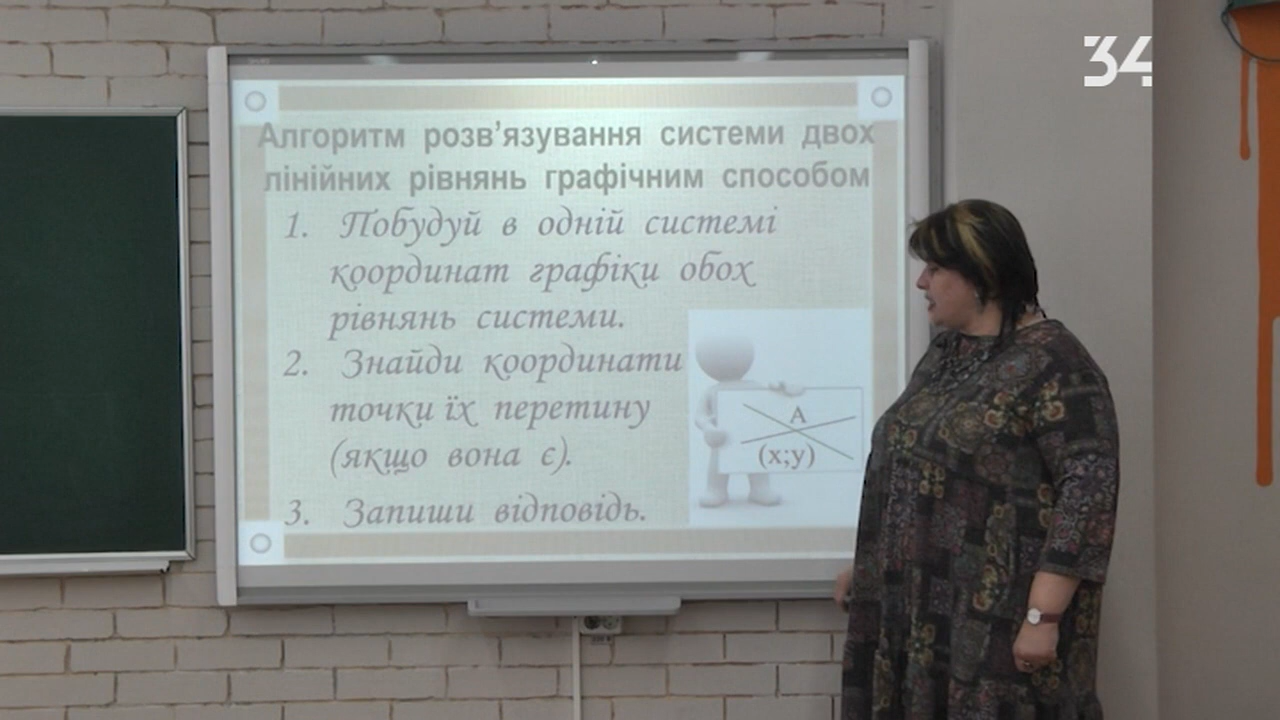 34
Алгоритм розв'язування системи двох
лінійних рівнянь графічним способом
1. Побудуй в одній системі
координат графіки обох
рівнянь системи.
2. Знайди координати
точки їх перетину
(якщо вона є).
3. Запиши відповідь.
A
(x;y)